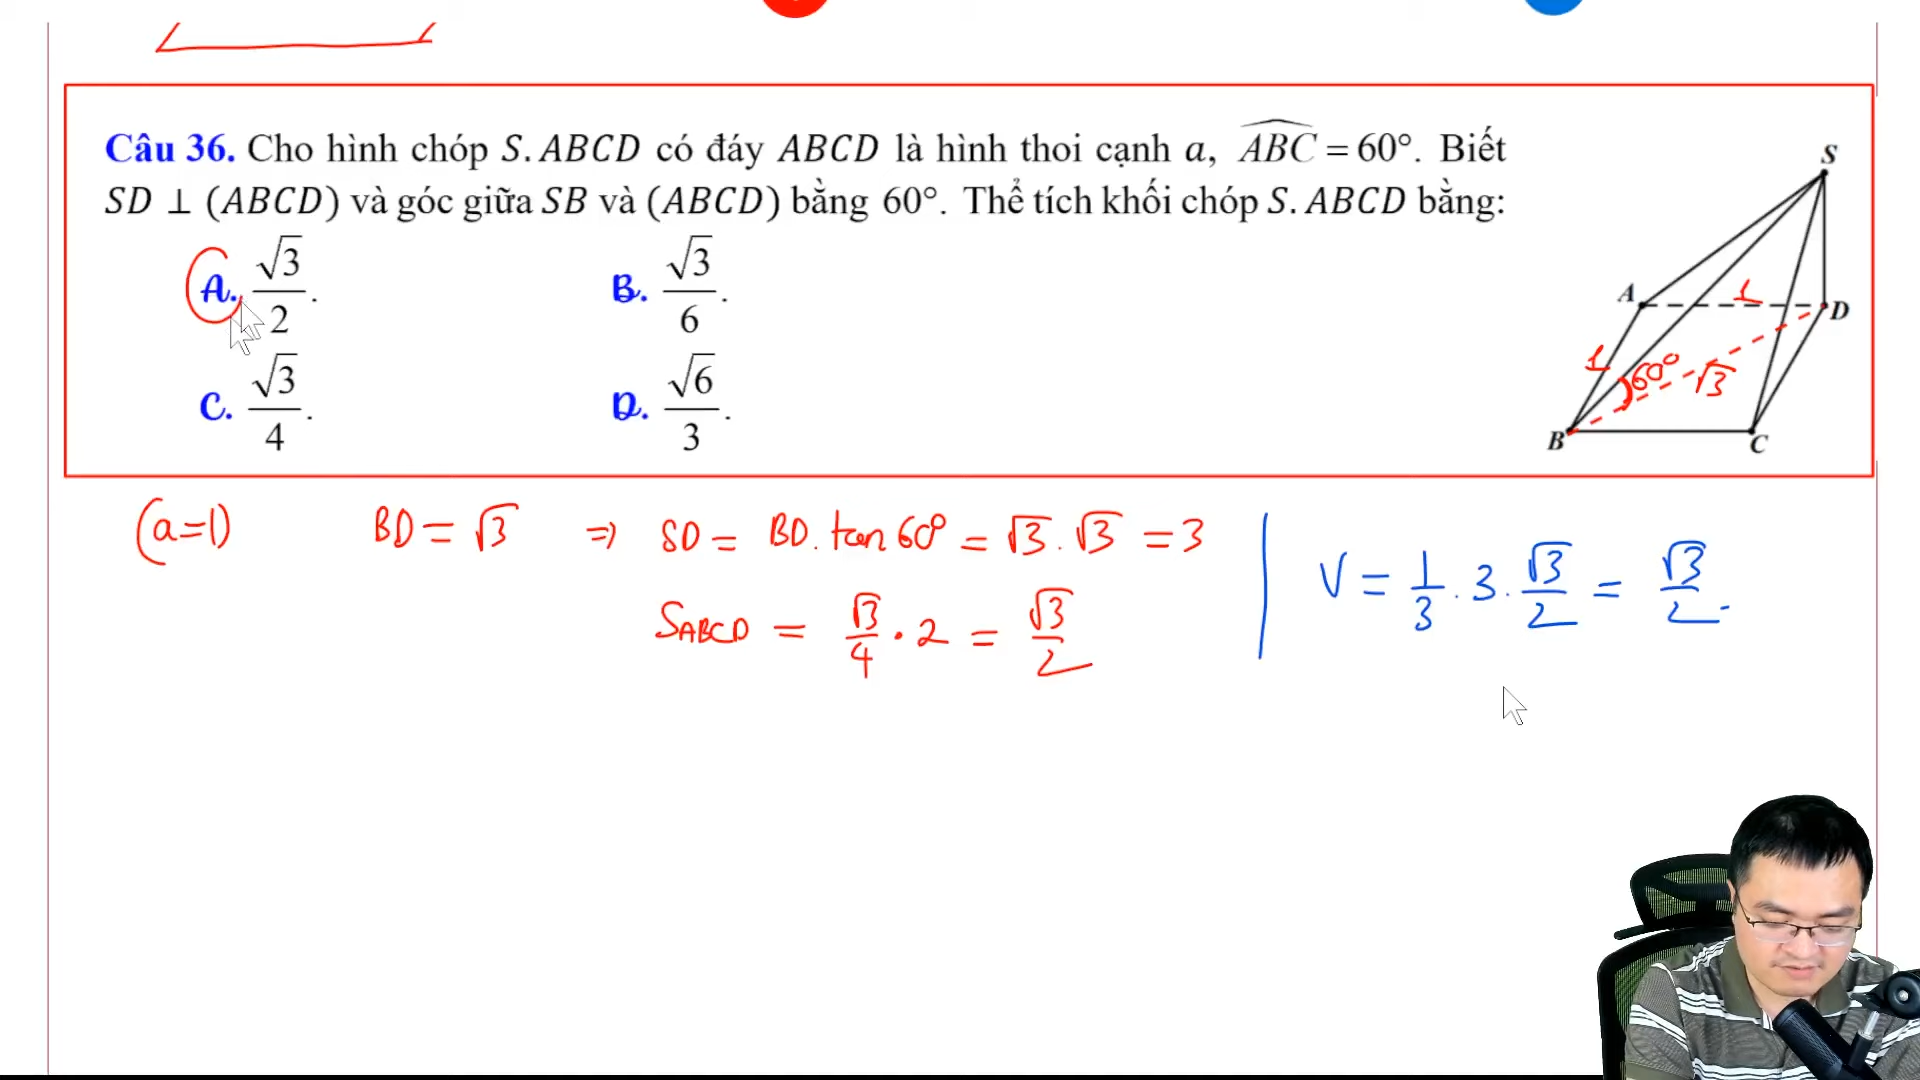 Câu 36. Cho hình chóp S.ABCD có đáy ABCD là hình thoi cạnh a, \widehat{ABC} = 60°. Biết
SD ⊥ (ABCD) và góc giữa SB và (ABCD) bằng 60°. Thể tích khối chóp S.ABCD bằng:
A. √3/2. B. √3/6.
C. √3/4. D. √6/3.
S
A 1 D
1 60° √3
B C
(a=1) BD = √3 ⇒ SD = BD. tan 60° = √3 . √3 = 3
S_ABCD = √3/4 · 2 = √3/2
V = 1/3 . 3 . √3/2 = √3/2 .